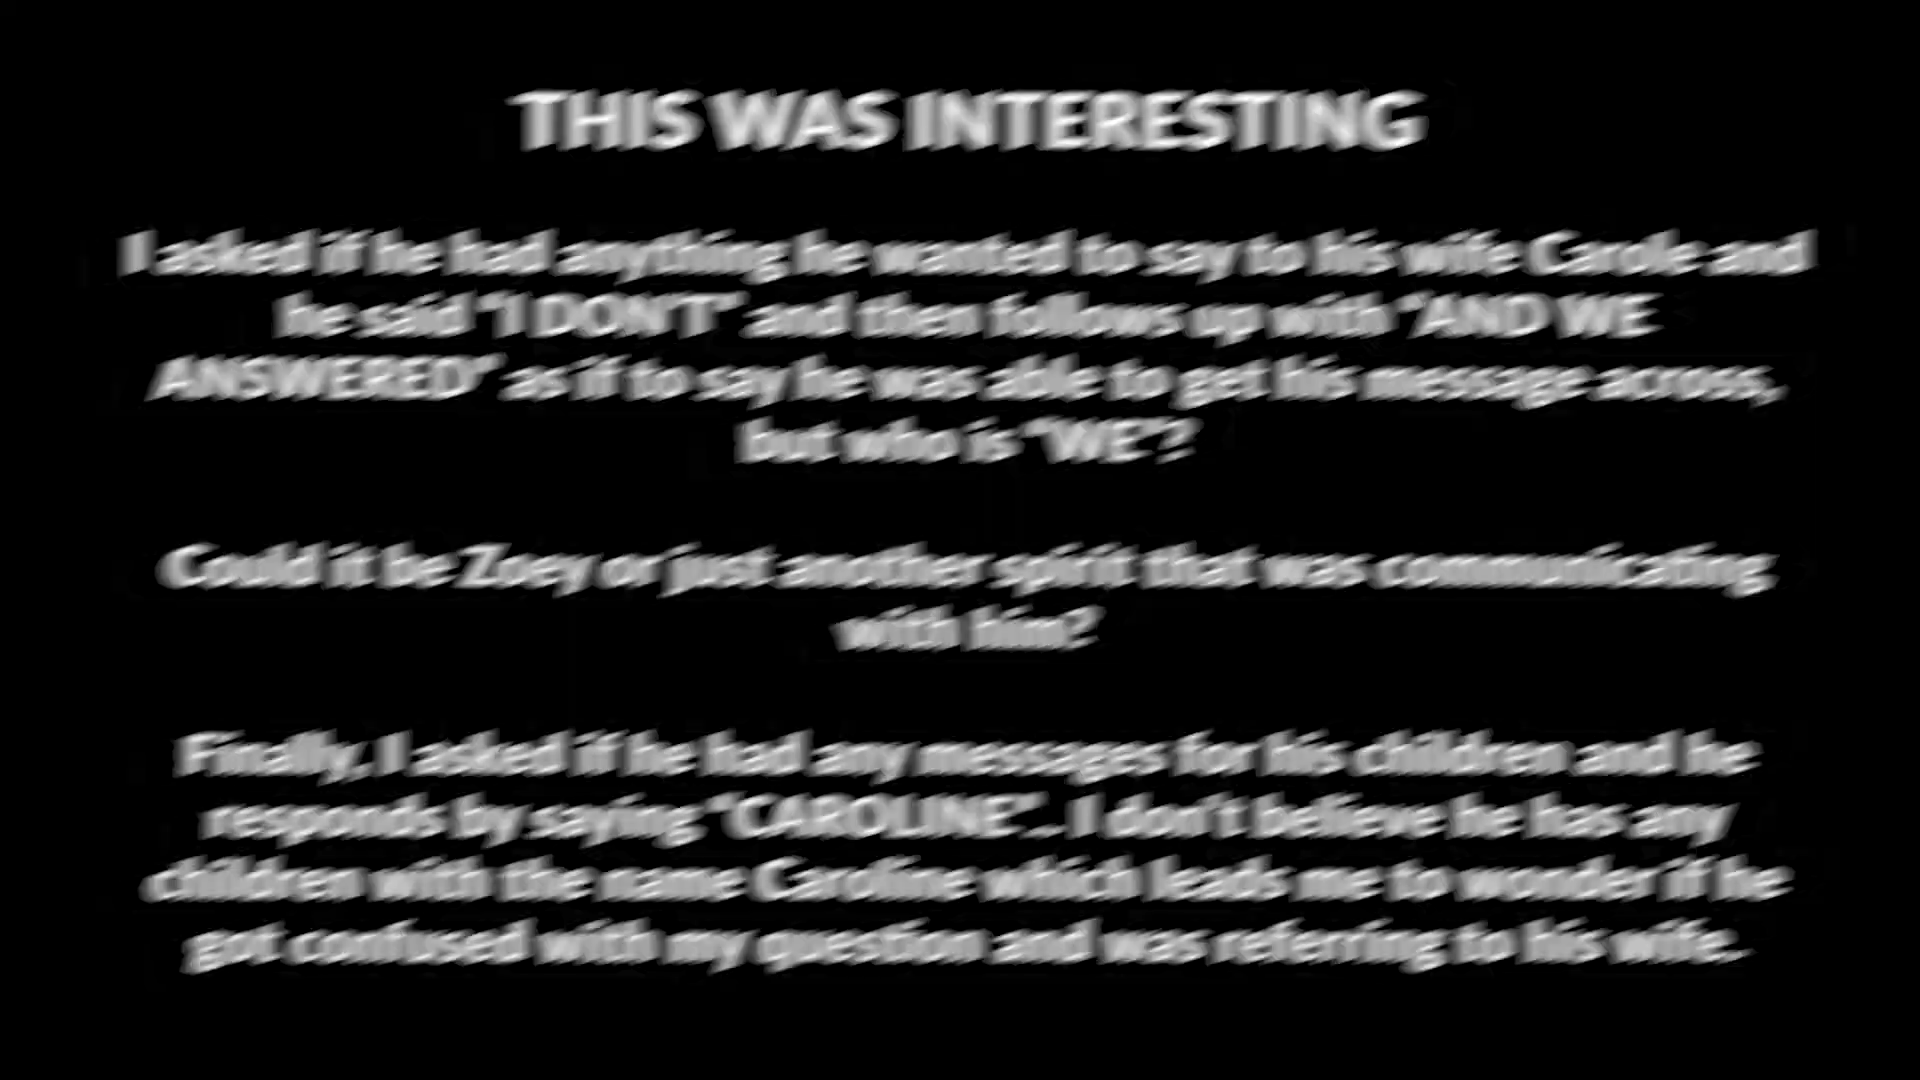 THIS WAS INTERESTING
I asked if he had anything he wanted to say to his wife Carole and
he said "I DON'T" and then follows up with "AND WE
ANSWERED" as if to say he was able to get his message across,
but who is "WE"?
Could it be Zoey or just another spirit that was communicating
with him?
Finally, I asked if he had any messages for his children and he
responds by saying "CAROLINE"... I don't believe he has any
children with the name Caroline which leads me to wonder if he
got confused with my question and was referring to his wife.